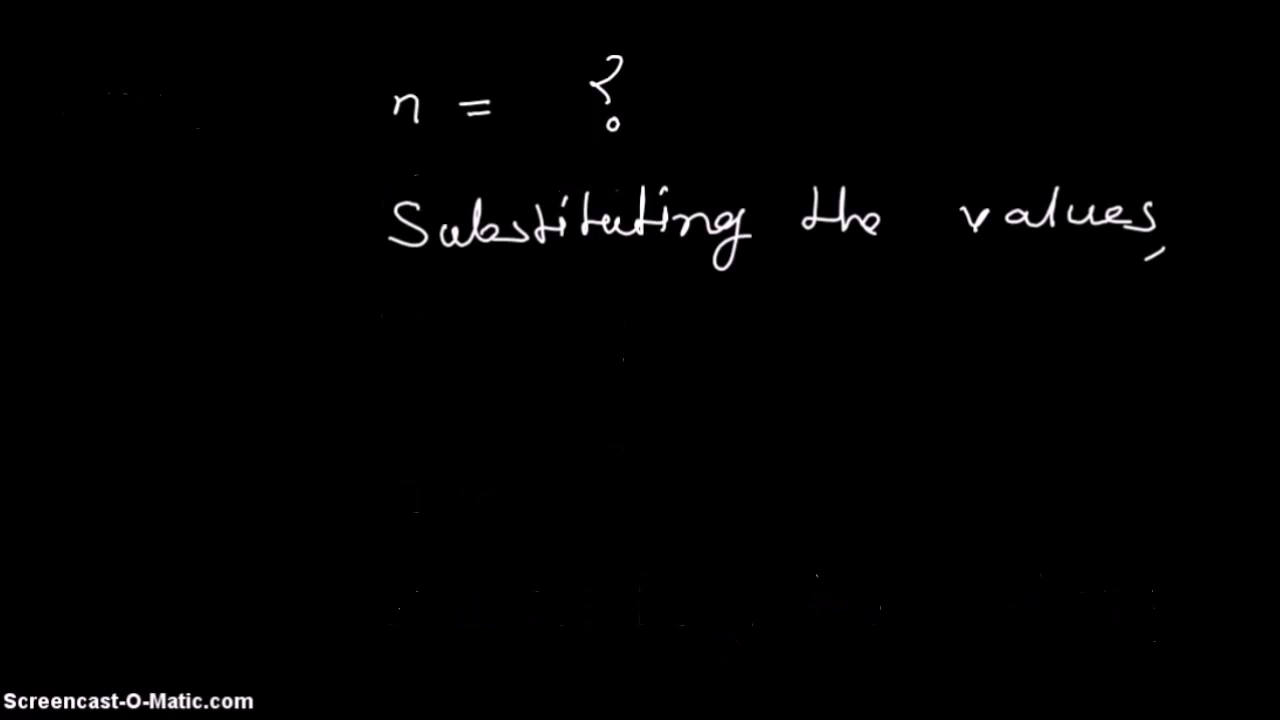 n = ?
Substituting the values,
Screencast-O-Matic.com